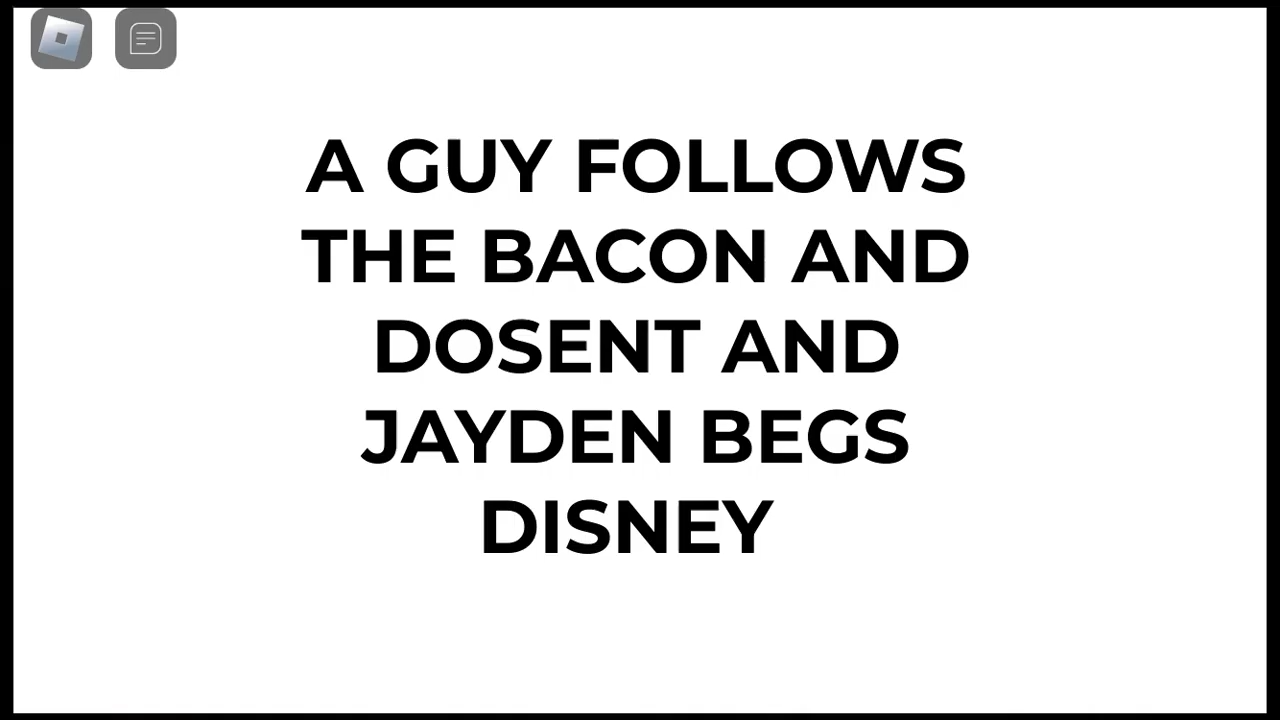 A GUY FOLLOWS
THE BACON AND
DOSENT AND
JAYDEN BEGS
DISNEY